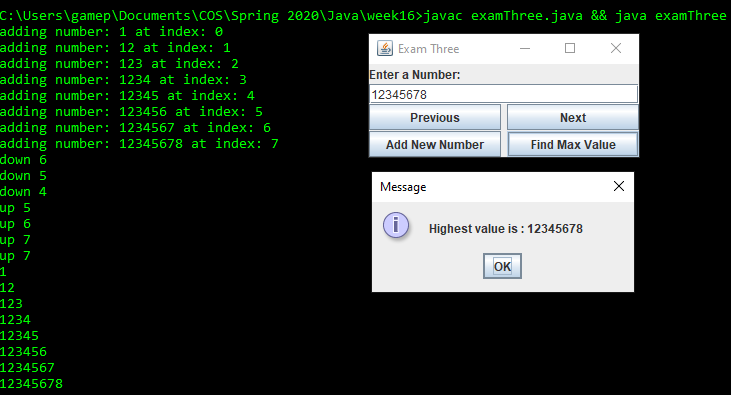 C:\Users\gamep\Documents\COS\Spring 2020\Java\week16>javac examThree.java && java examThree
adding number: 1 at index: 0
adding number: 12 at index: 1
adding number: 123 at index: 2
adding number: 1234 at index: 3
adding number: 12345 at index: 4
adding number: 123456 at index: 5
adding number: 1234567 at index: 6
adding number: 12345678 at index: 7
down 6
down 5
down 4
up 5
up 6
up 7
up 7
1
12
123
1234
12345
123456
1234567
12345678
Exam Three
Enter a Number:
12345678
Previous Next
Add New Number Find Max Value
Message
Highest value is : 12345678
OK